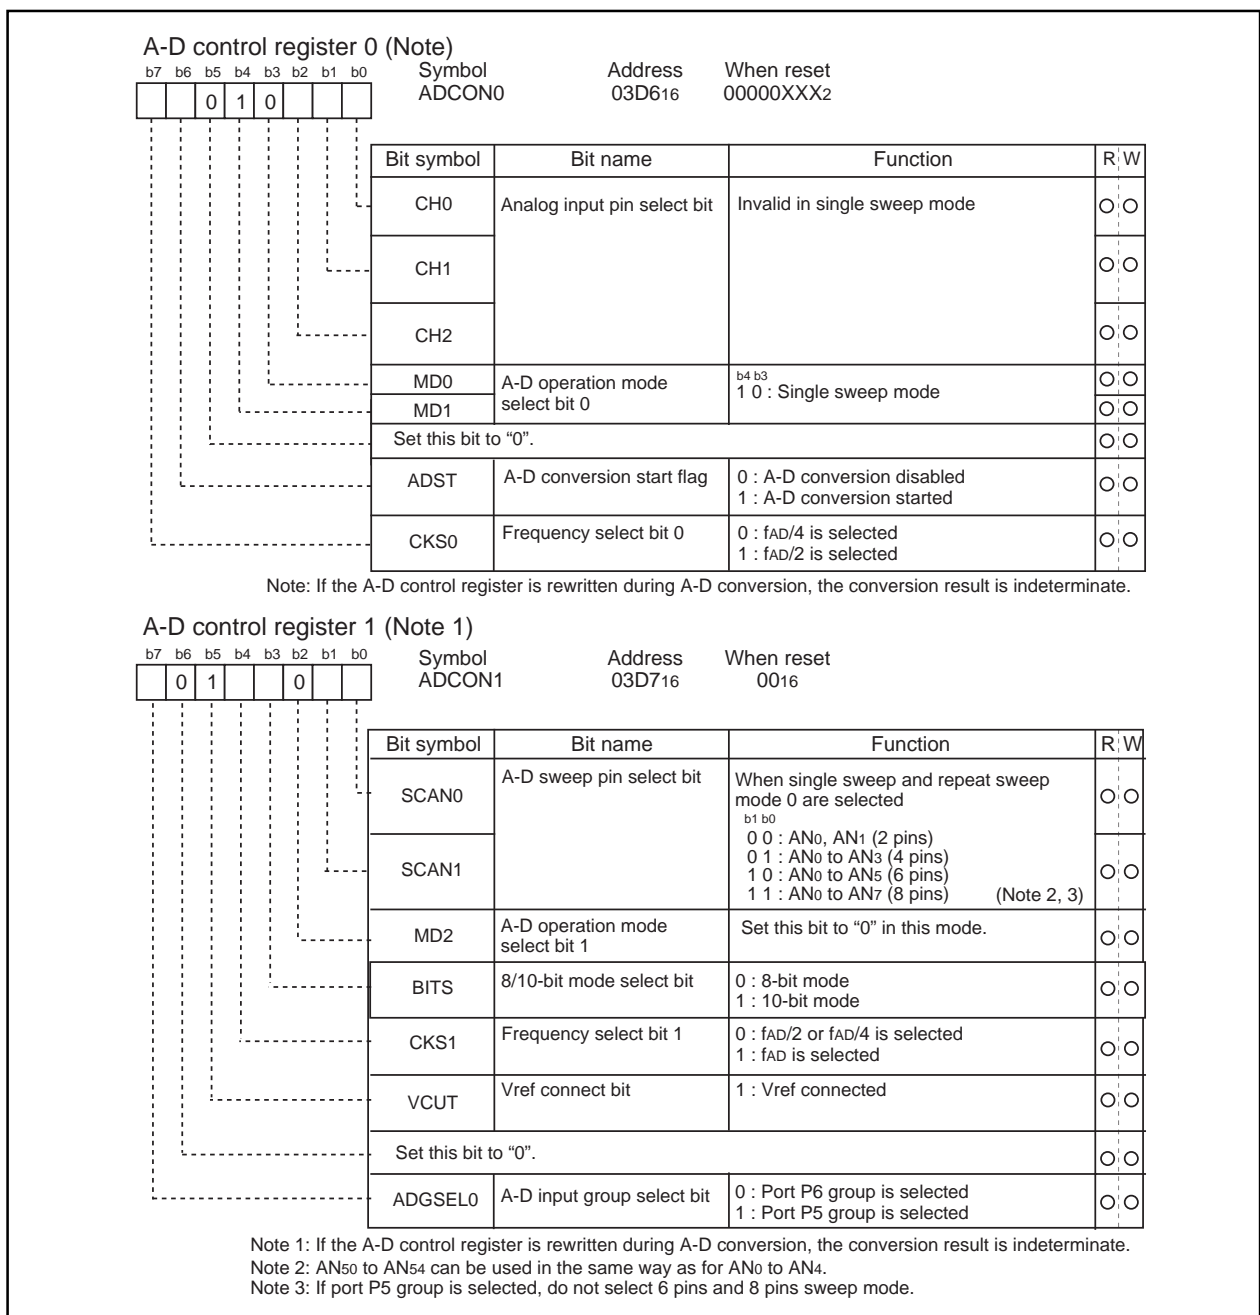 A-D control register 0 (Note)
b7 b6 b5 b4 b3 b2 b1 b0
Symbol Address When reset
ADCON0 03D616 00000XXX2
0 1 0
Bit symbol Bit name Function R W
CH0 Analog input pin select bit Invalid in single sweep mode
CH1
CH2
MD0 A-D operation mode select bit 0 b4 b3
MD1 1 0 : Single sweep mode
Set this bit to “0”.
ADST A-D conversion start flag 0 : A-D conversion disabled
1 : A-D conversion started
CKS0 Frequency select bit 0 0 : fAD/4 is selected
1 : fAD/2 is selected
Note: If the A-D control register is rewritten during A-D conversion, the conversion result is indeterminate.
A-D control register 1 (Note 1)
b7 b6 b5 b4 b3 b2 b1 b0
Symbol Address When reset
ADCON1 03D716 0016
0 1 0
Bit symbol Bit name Function R W
SCAN0 A-D sweep pin select bit When single sweep and repeat sweep
mode 0 are selected
b1 b0
0 0 : AN0, AN1 (2 pins)
0 1 : AN0 to AN3 (4 pins)
SCAN1 1 0 : AN0 to AN5 (6 pins)
1 1 : AN0 to AN7 (8 pins) (Note 2, 3)
MD2 A-D operation mode select bit 1 Set this bit to “0” in this mode.
BITS 8/10-bit mode select bit 0 : 8-bit mode
1 : 10-bit mode
CKS1 Frequency select bit 1 0 : fAD/2 or fAD/4 is selected
1 : fAD is selected
VCUT Vref connect bit 1 : Vref connected
Set this bit to “0”.
ADGSEL0 A-D input group select bit 0 : Port P6 group is selected
1 : Port P5 group is selected
Note 1: If the A-D control register is rewritten during A-D conversion, the conversion result is indeterminate.
Note 2: AN50 to AN54 can be used in the same way as for AN0 to AN4.
Note 3: If port P5 group is selected, do not select 6 pins and 8 pins sweep mode.